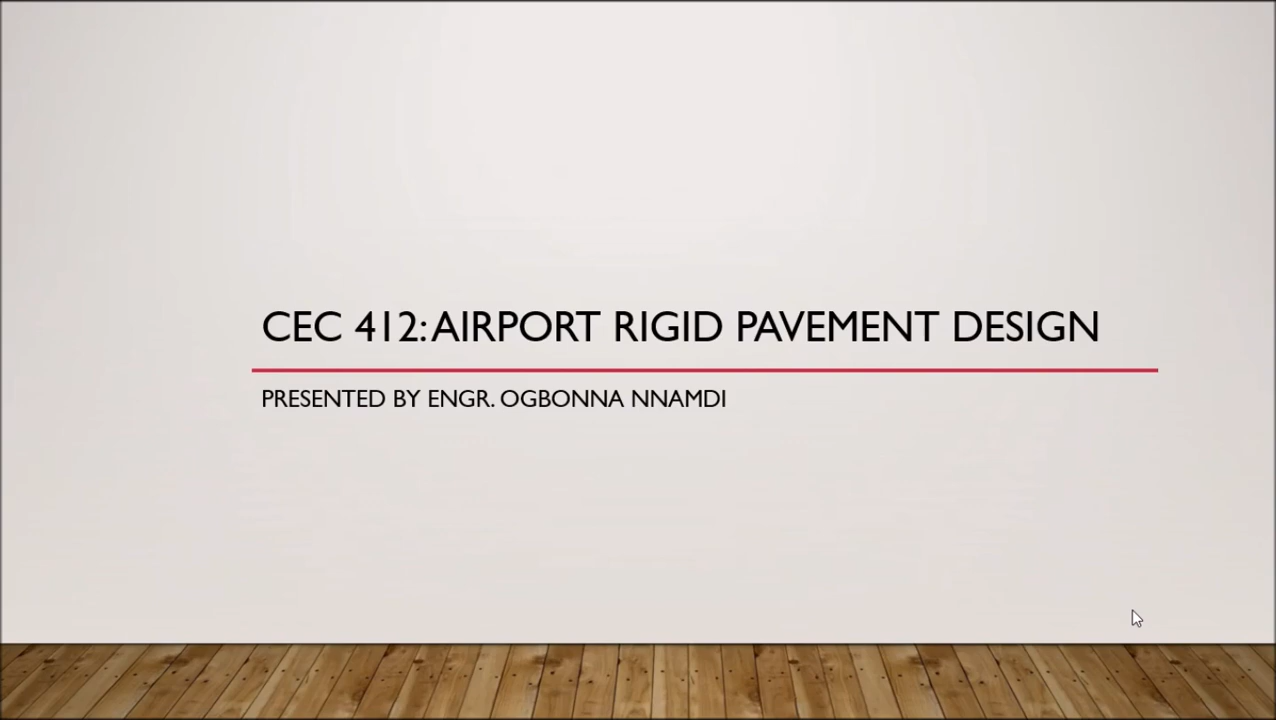 CEC 412: AIRPORT RIGID PAVEMENT DESIGN
PRESENTED BY ENGR. OGBONNA NNAMDI